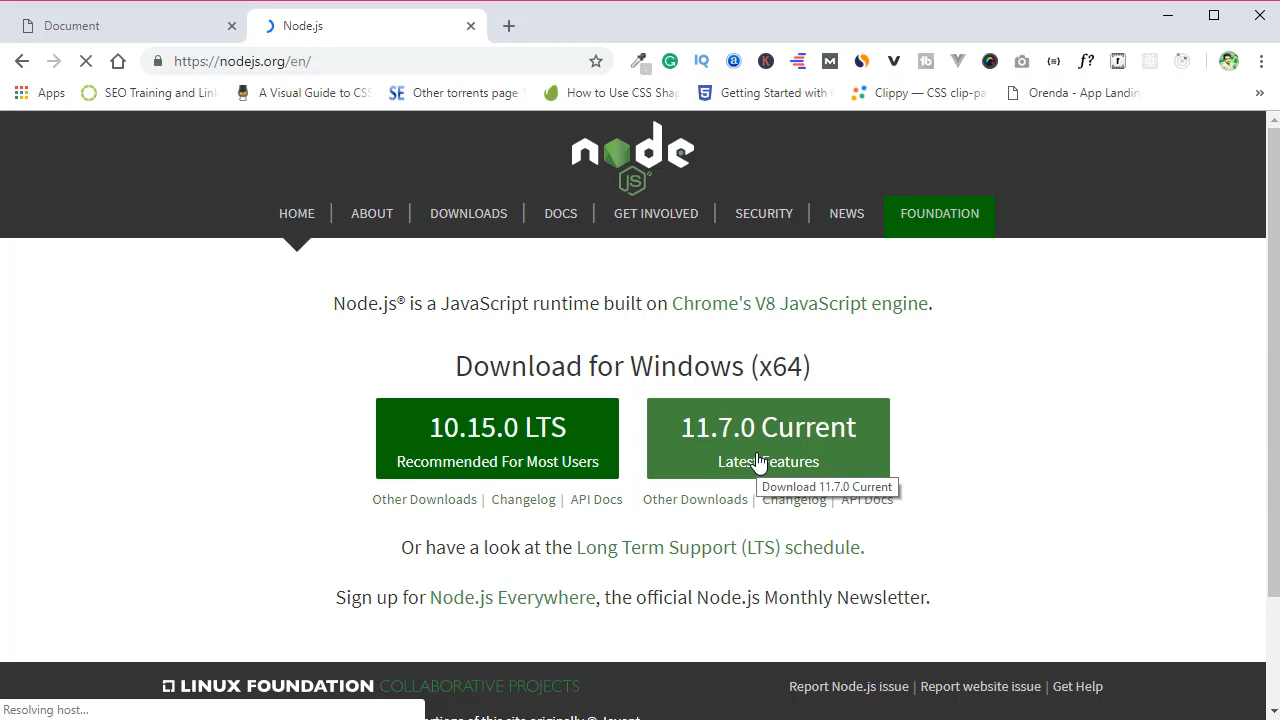 Document
Node.js
https://nodejs.org/en/
Apps
SEO Training and Lin
A Visual Guide to CSS
SE Other torrents page
How to Use CSS Shap
Getting Started with
Clippy — CSS clip-pa
Orenda - App Landin
»
node
JS
HOME | ABOUT | DOWNLOADS | DOCS | GET INVOLVED | SECURITY | NEWS FOUNDATION
Node.js® is a JavaScript runtime built on Chrome's V8 JavaScript engine.
Download for Windows (x64)
10.15.0 LTS
Recommended For Most Users
11.7.0 Current
Latest Features
Download 11.7.0 Current
Other Downloads | Changelog | API Docs
Other Downloads | Changelog | API Docs
Or have a look at the Long Term Support (LTS) schedule.
Sign up for Node.js Everywhere, the official Node.js Monthly Newsletter.
LINUX FOUNDATION COLLABORATIVE PROJECTS
Report Node.js issue | Report website issue | Get Help
Resolving host...